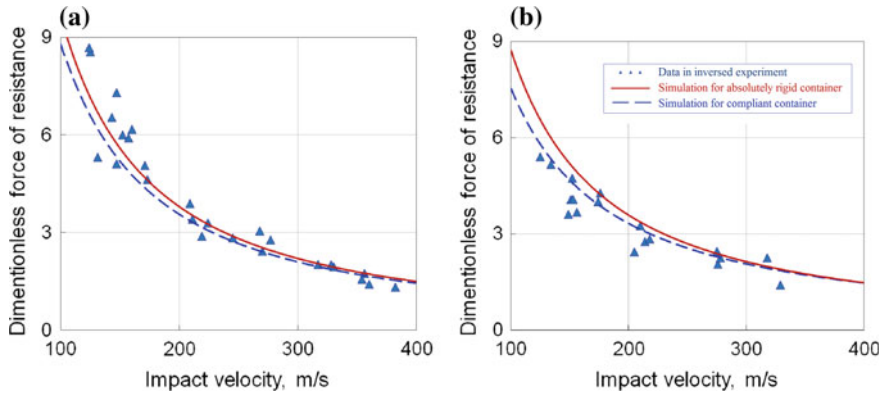 (a)
Dimentionless force of resistance
9
6
3
0
100 200 300 400
Impact velocity, m/s
(b)
Dimentionless force of resistance
9
6
3
0
Data in inversed experiment
Simulation for absolutely rigid container
Simulation for compliant container
100 200 300 400
Impact velocity, m/s